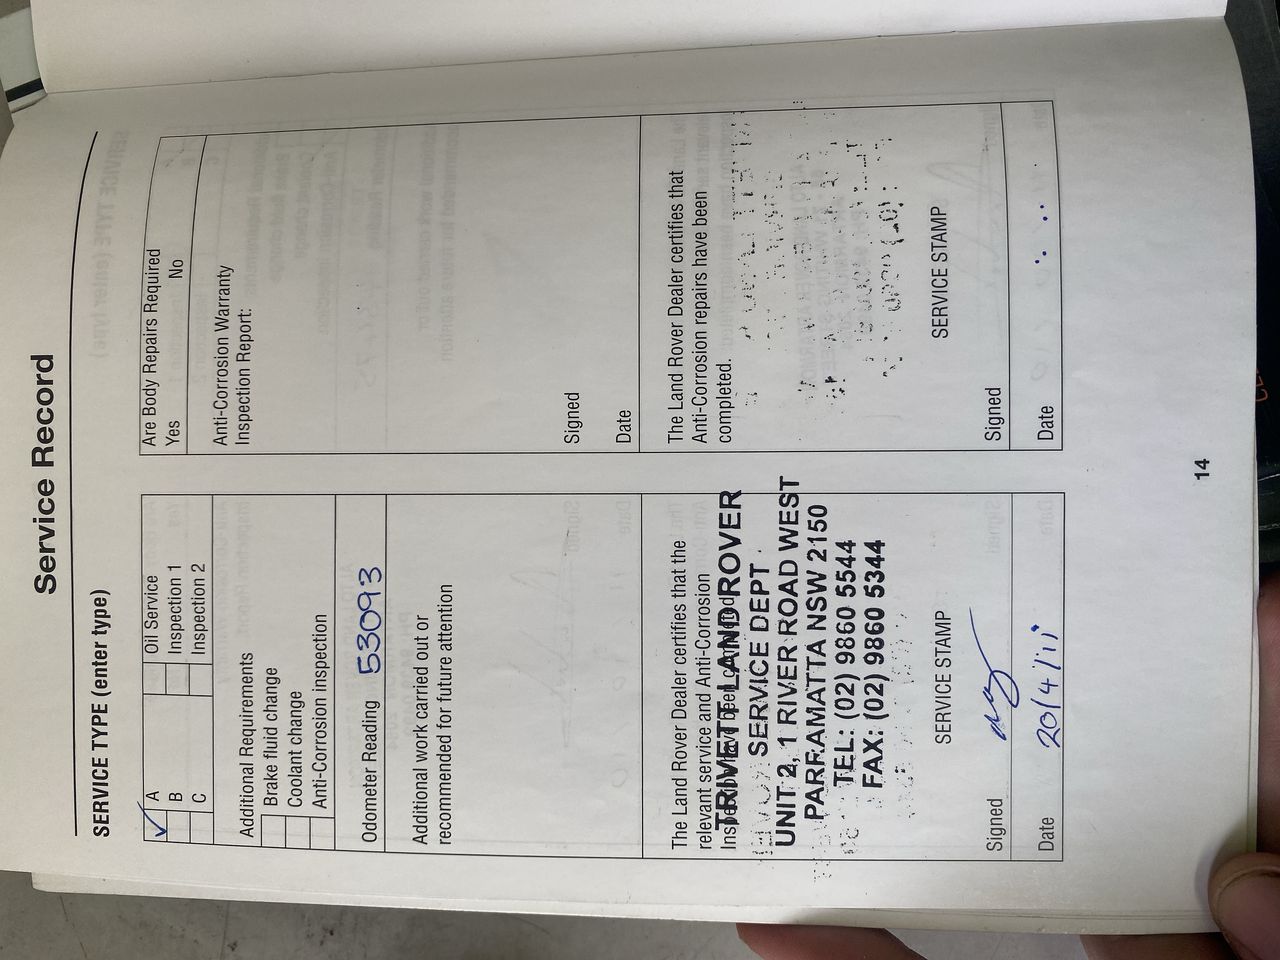 Service Record
SERVICE TYPE (enter type)
✓ A Oil Service
B Inspection 1
C Inspection 2
Additional Requirements
Brake fluid change
Coolant change
Anti-Corrosion inspection
Odometer Reading 53093
Additional work carried out or
recommended for future attention
The Land Rover Dealer certifies that the
relevant service and Anti-Corrosion
TRIVETT LAND ROVER
SERVICE DEPT
UNIT 2, 1 RIVER ROAD WEST
PARRAMATTA NSW 2150
TEL: (02) 9860 5544
FAX: (02) 9860 5344
SERVICE STAMP
Signed
Date 20/4/11
Are Body Repairs Required
Yes No
Anti-Corrosion Warranty
Inspection Report:
Signed
Date
The Land Rover Dealer certifies that
Anti-Corrosion repairs have been
completed.
SERVICE STAMP
Signed
Date
14